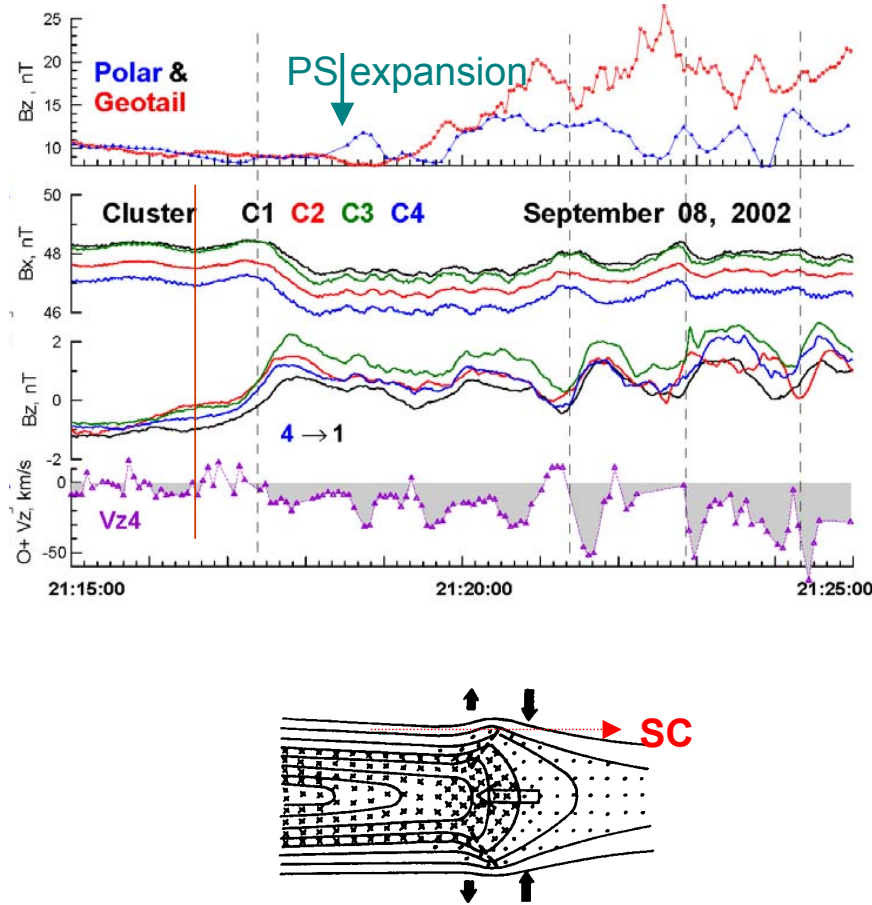 25
20
15
10
Bz , nT
Polar &
Geotail
PS expansion
50
48
46
Bx, nT
Cluster C1 C2 C3 C4 September 08, 2002
2
0
-2
Bz, nT
4 → 1
0
-50
O+ Vz, km/s
Vz4
21:15:00 21:20:00 21:25:00
SC